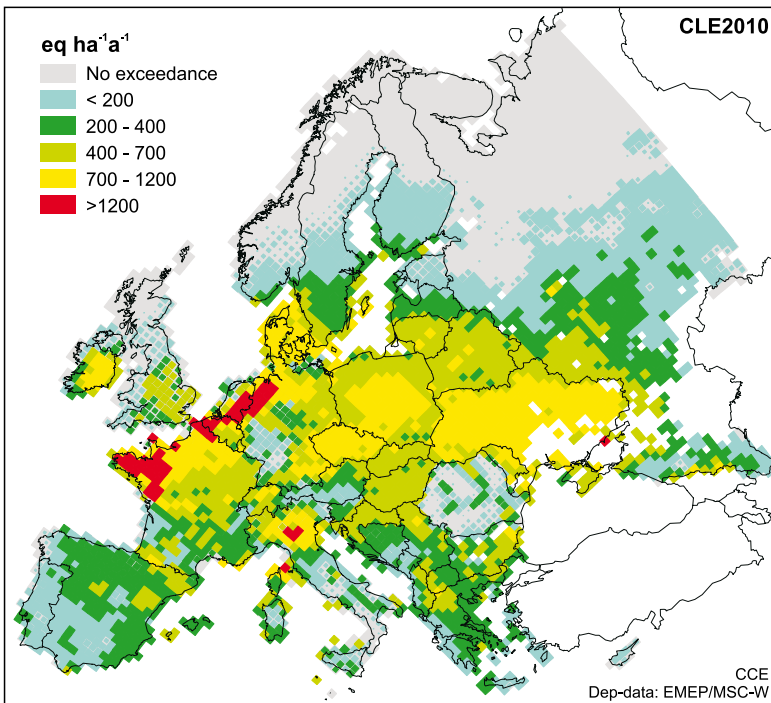 CLE2010
eq ha⁻¹a⁻¹
No exceedance
< 200
200 - 400
400 - 700
700 - 1200
>1200
CCE
Dep-data: EMEP/MSC-W